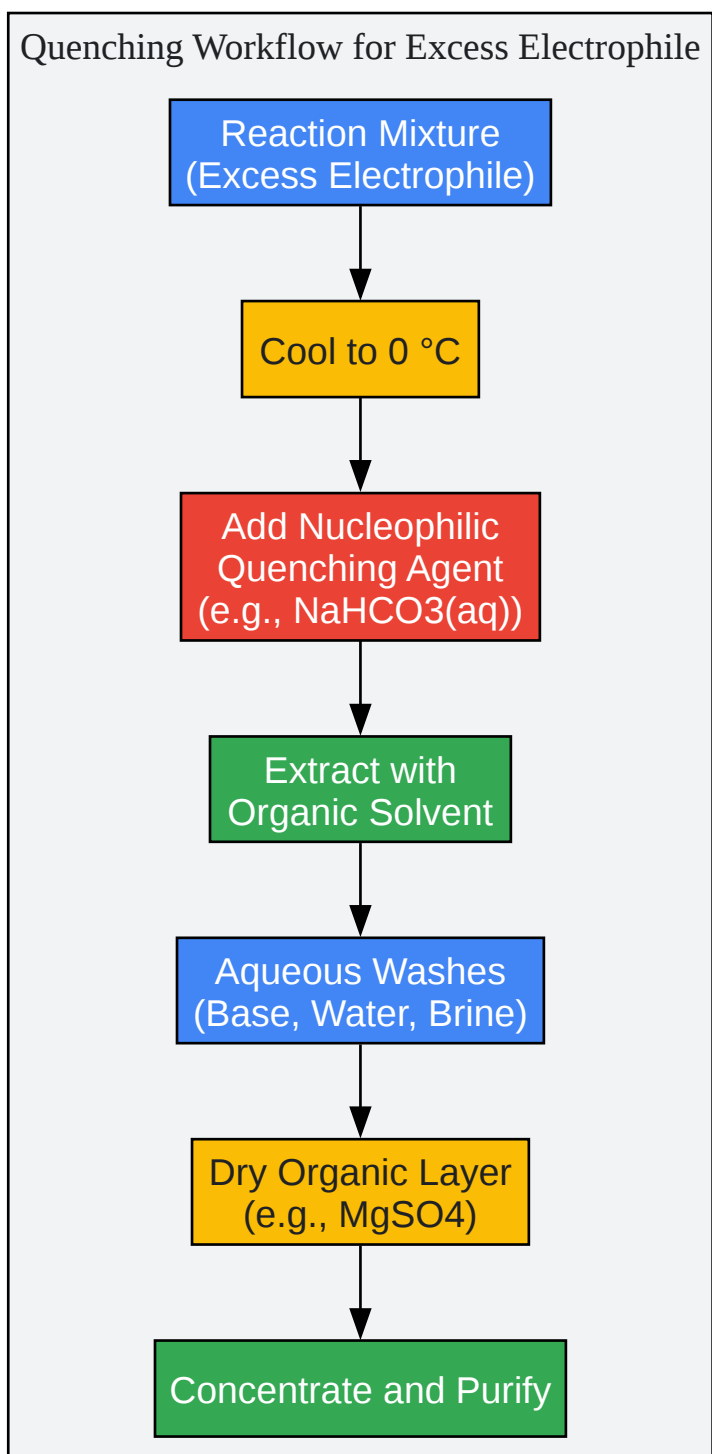 Quenching Workflow for Excess Electrophile
Reaction Mixture
(Excess Electrophile)
Cool to 0 °C
Add Nucleophilic
Quenching Agent
(e.g., NaHCO3(aq))
Extract with
Organic Solvent
Aqueous Washes
(Base, Water, Brine)
Dry Organic Layer
(e.g., MgSO4)
Concentrate and Purify